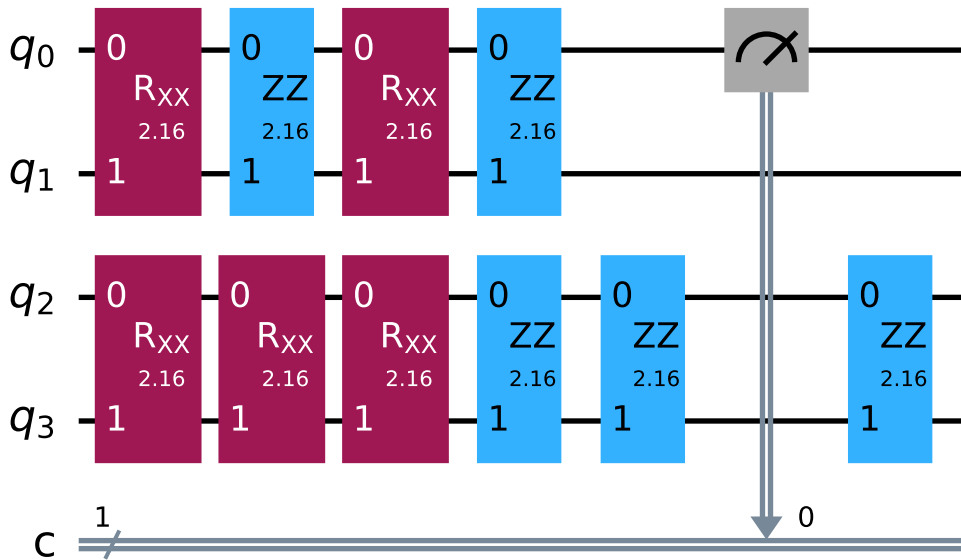 q0 0 0 0 0
RXX ZZ RXX ZZ
2.16 2.16 2.16 2.16
q1 1 1 1 1
q2 0 0 0 0 0 0
RXX RXX RXX ZZ ZZ ZZ
2.16 2.16 2.16 2.16 2.16 2.16
q3 1 1 1 1 1 1
1 0
c